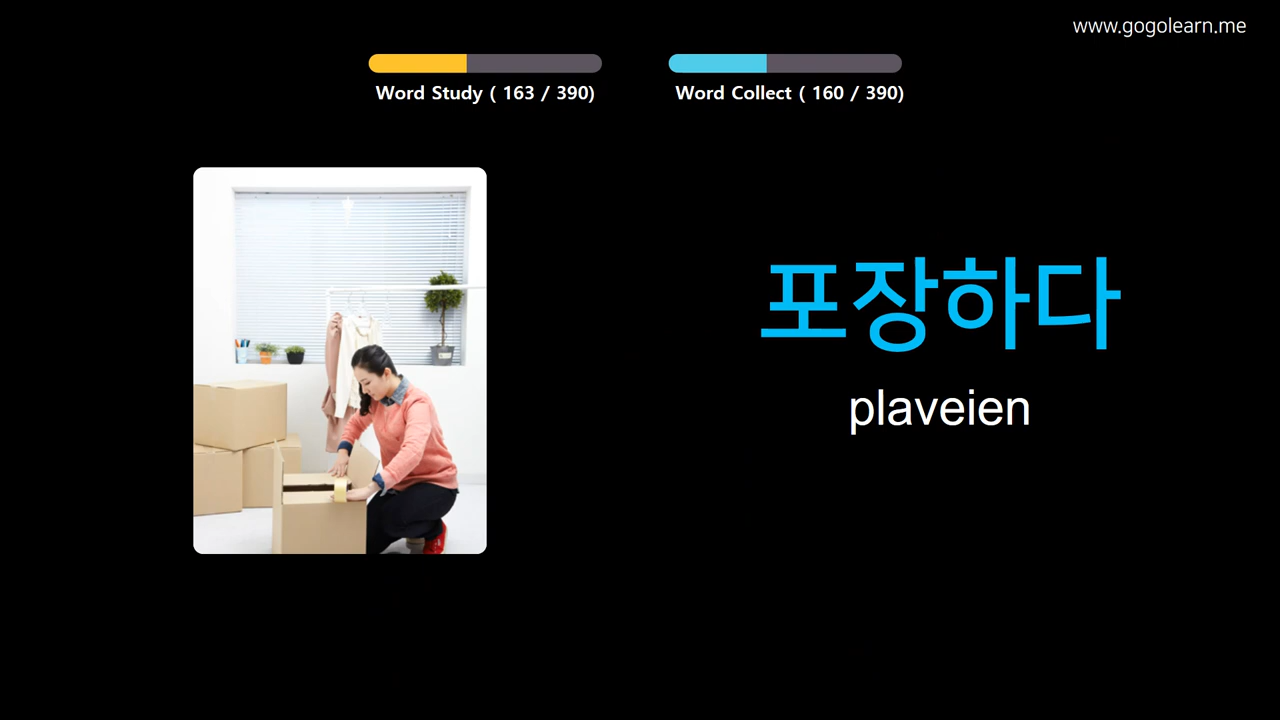 www.gogolearn.me
Word Study ( 163 / 390)
Word Collect ( 160 / 390)
포장하다
plaveien